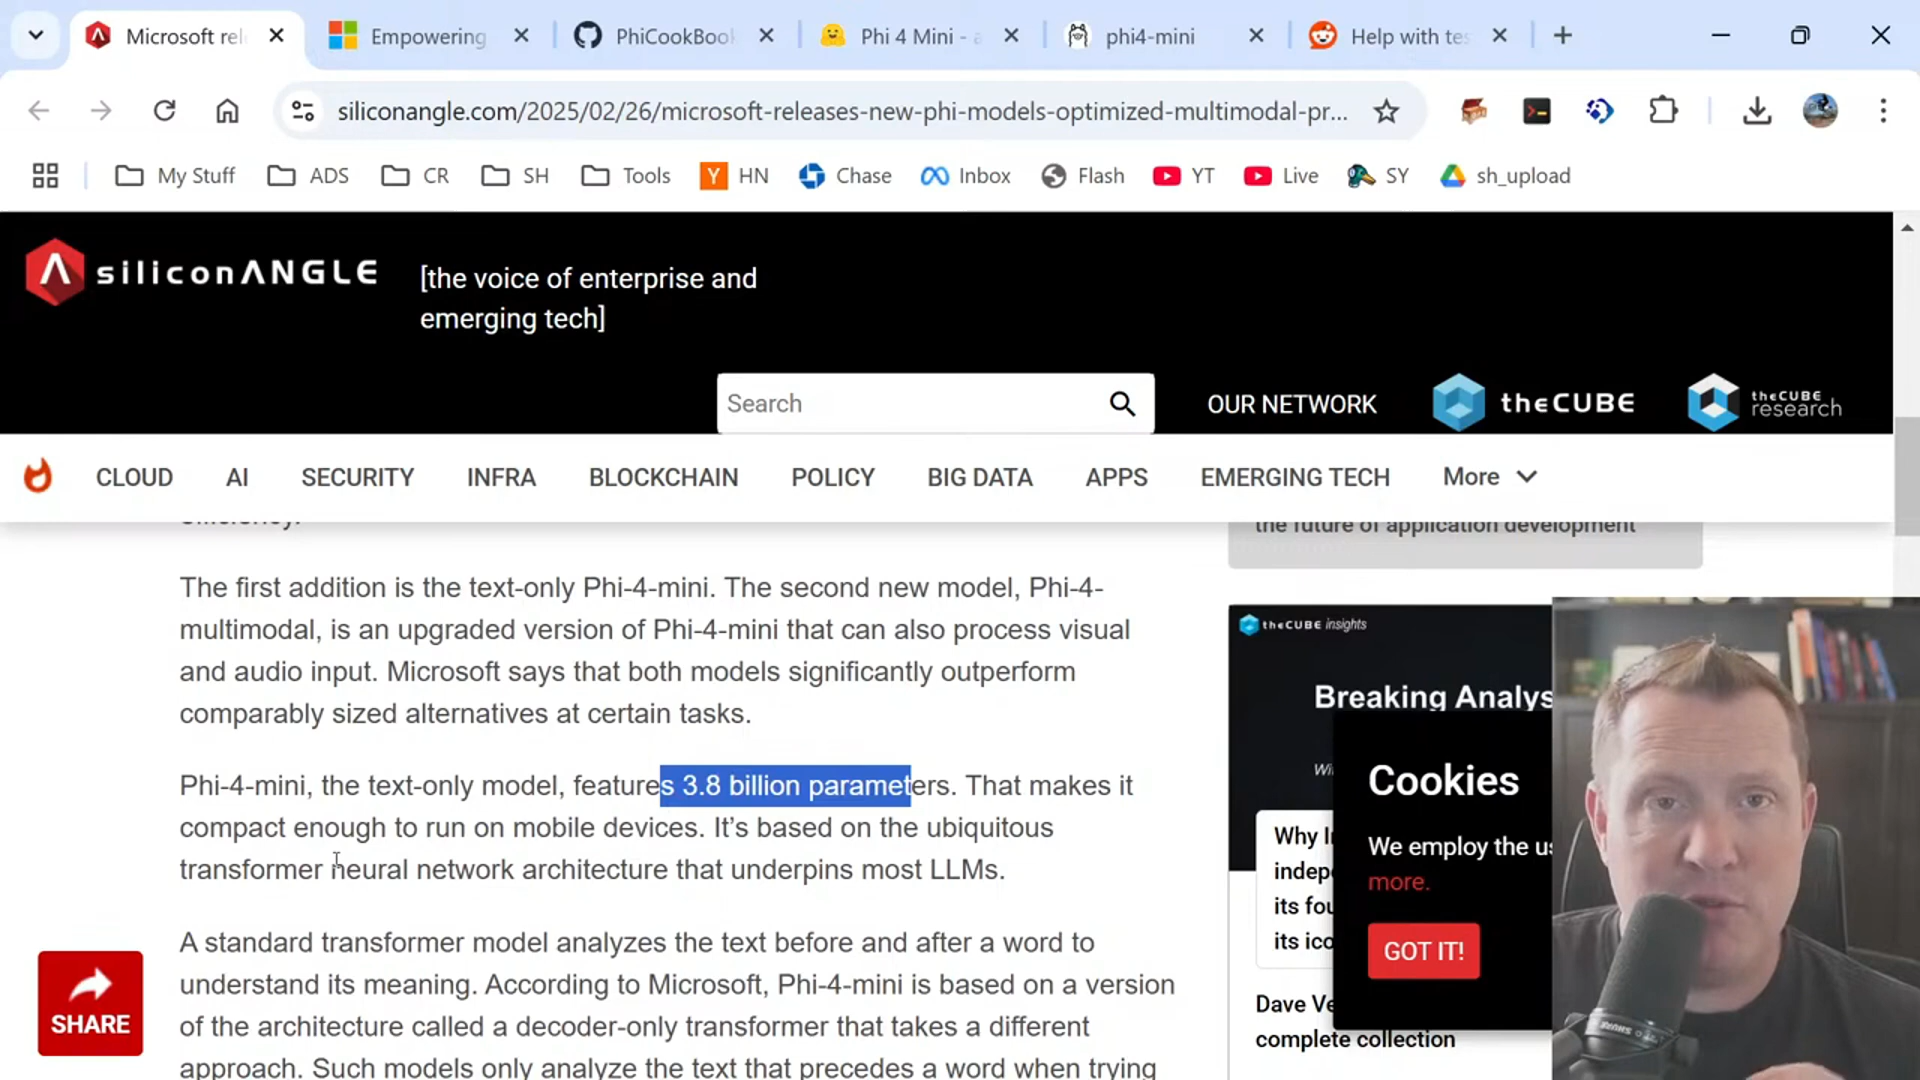 Microsoft rel
Empowering
PhiCookBoo
Phi 4 Mini - a
phi4-mini
Help with tes
siliconangle.com/2025/02/26/microsoft-releases-new-phi-models-optimized-multimodal-pr...
My Stuff
ADS
CR
SH
Tools
Y HN
Chase
Inbox
Flash
YT
Live
SY
sh_upload
siliconANGLE
[the voice of enterprise and
emerging tech]
Search
OUR NETWORK
theCUBE
theCUBE
research
CLOUD
AI
SECURITY
INFRA
BLOCKCHAIN
POLICY
BIG DATA
APPS
EMERGING TECH
More
efficiency.
The first addition is the text-only Phi-4-mini. The second new model, Phi-4-
multimodal, is an upgraded version of Phi-4-mini that can also process visual
and audio input. Microsoft says that both models significantly outperform
comparably sized alternatives at certain tasks.
Phi-4-mini, the text-only model, features 3.8 billion parameters. That makes it
compact enough to run on mobile devices. It’s based on the ubiquitous
transformer neural network architecture that underpins most LLMs.
A standard transformer model analyzes the text before and after a word to
understand its meaning. According to Microsoft, Phi-4-mini is based on a version
of the architecture called a decoder-only transformer that takes a different
approach. Such models only analyze the text that precedes a word when trying
SHARE
the future of application development
theCUBE insights
Breaking Analys
Wi
Why I
indep
its fou
its ico
Dave Ve
complete collection
Cookies
We employ the us
more.
GOT IT!